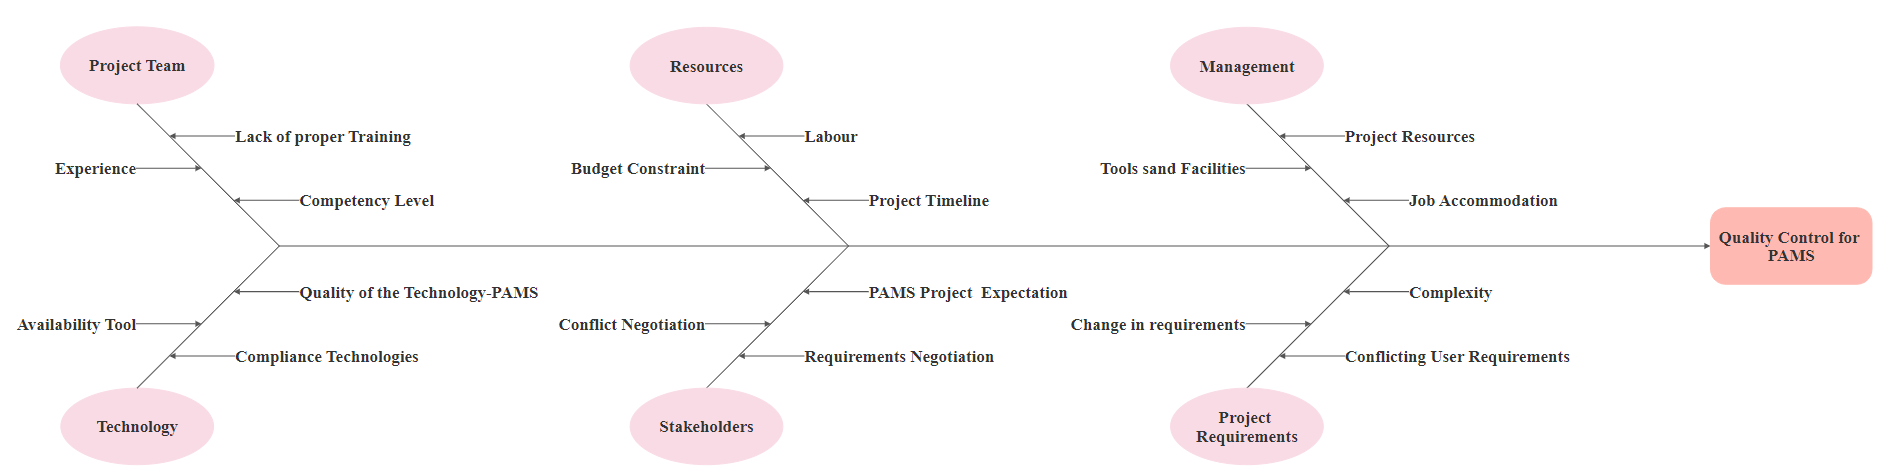 Project Team
Resources
Management
Lack of proper Training
Labour
Project Resources
Experience
Budget Constraint
Tools sand Facilities
Competency Level
Project Timeline
Job Accommodation
Quality Control for
PAMS
Quality of the Technology-PAMS
PAMS Project  Expectation
Complexity
Availability Tool
Conflict Negotiation
Change in requirements
Compliance Technologies
Requirements Negotiation
Conflicting User Requirements
Technology
Stakeholders
Project
Requirements